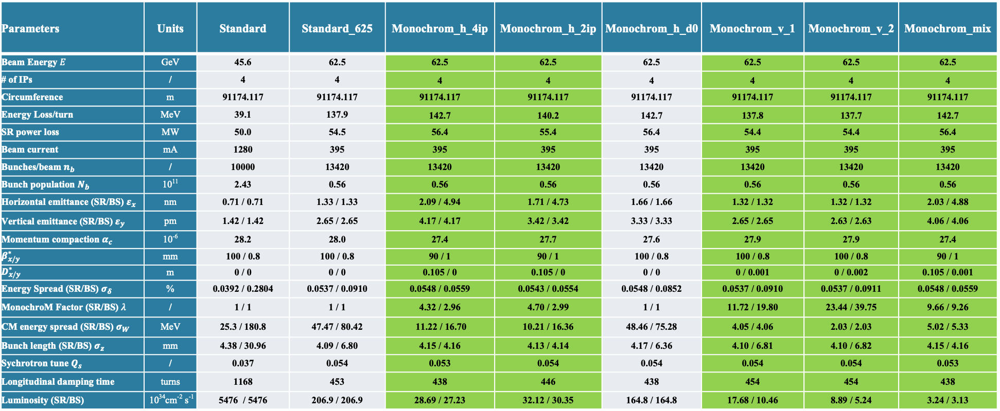 Parameters Units Standard Standard_625 Monochrom_h_4ip Monochrom_h_2ip Monochrom_h_d0 Monochrom_v_1 Monochrom_v_2 Monochrom_mix
Beam Energy E GeV 45.6 62.5 62.5 62.5 62.5 62.5 62.5 62.5
# of IPs / 4 4 4 4 4 4 4 4
Circumference m 91174.117 91174.117 91174.117 91174.117 91174.117 91174.117 91174.117 91174.117
Energy Loss/turn MeV 39.1 137.9 142.7 140.2 142.7 137.8 137.7 142.7
SR power loss MW 50.0 54.5 56.4 55.4 56.4 54.4 54.4 56.4
Beam current mA 1280 395 395 395 395 395 395 395
Bunches/beam n_b / 10000 13420 13420 13420 13420 13420 13420 13420
Bunch population N_b 10^11 2.43 0.56 0.56 0.56 0.56 0.56 0.56 0.56
Horizontal emittance (SR/BS) ε_x nm 0.71 / 0.71 1.33 / 1.33 2.09 / 4.94 1.71 / 4.73 1.66 / 1.66 1.32 / 1.32 1.32 / 1.32 2.03 / 4.88
Vertical emittance (SR/BS) ε_y pm 1.42 / 1.42 2.65 / 2.65 4.17 / 4.17 3.42 / 3.42 3.33 / 3.33 2.65 / 2.65 2.63 / 2.63 4.06 / 4.06
Momentum compaction α_c 10^-6 28.2 28.0 27.4 27.7 27.6 27.9 27.9 27.4
β*_x/y mm 100 / 0.8 100 / 0.8 90 / 1 90 / 1 100 / 0.8 100 / 0.8 100 / 0.8 90 / 1
D*_x/y m 0 / 0 0 / 0 0.105 / 0 0.105 / 0 0 / 0 0 / 0.001 0 / 0.002 0.105 / 0.001
Energy Spread (SR/BS) σ_δ % 0.0392 / 0.2804 0.0537 / 0.0910 0.0548 / 0.0559 0.0543 / 0.0554 0.0548 / 0.0852 0.0537 / 0.0910 0.0537 / 0.0911 0.0548 / 0.0559
MonochroM Factor (SR/BS) λ / 1 / 1 1 / 1 4.32 / 2.96 4.70 / 2.99 1 / 1 11.72 / 19.80 23.44 / 39.75 9.66 / 9.26
CM energy spread (SR/BS) σ_W MeV 25.3 / 180.8 47.47 / 80.42 11.22 / 16.70 10.21 / 16.36 48.46 / 75.28 4.05 / 4.06 2.03 / 2.03 5.02 / 5.33
Bunch length (SR/BS) σ_z mm 4.38 / 30.96 4.09 / 6.80 4.15 / 4.16 4.13 / 4.14 4.17 / 6.36 4.10 / 6.81 4.10 / 6.82 4.15 / 4.16
Sychrotron tune Q_s / 0.037 0.054 0.053 0.054 0.054 0.054 0.054 0.053
Longitudinal damping time turns 1168 453 438 446 438 454 454 438
Luminosity (SR/BS) 10^34cm^-2 s^-1 5476 / 5476 206.9 / 206.9 28.69 / 27.23 32.12 / 30.35 164.8 / 164.8 17.68 / 10.46 8.89 / 5.24 3.24 / 3.13